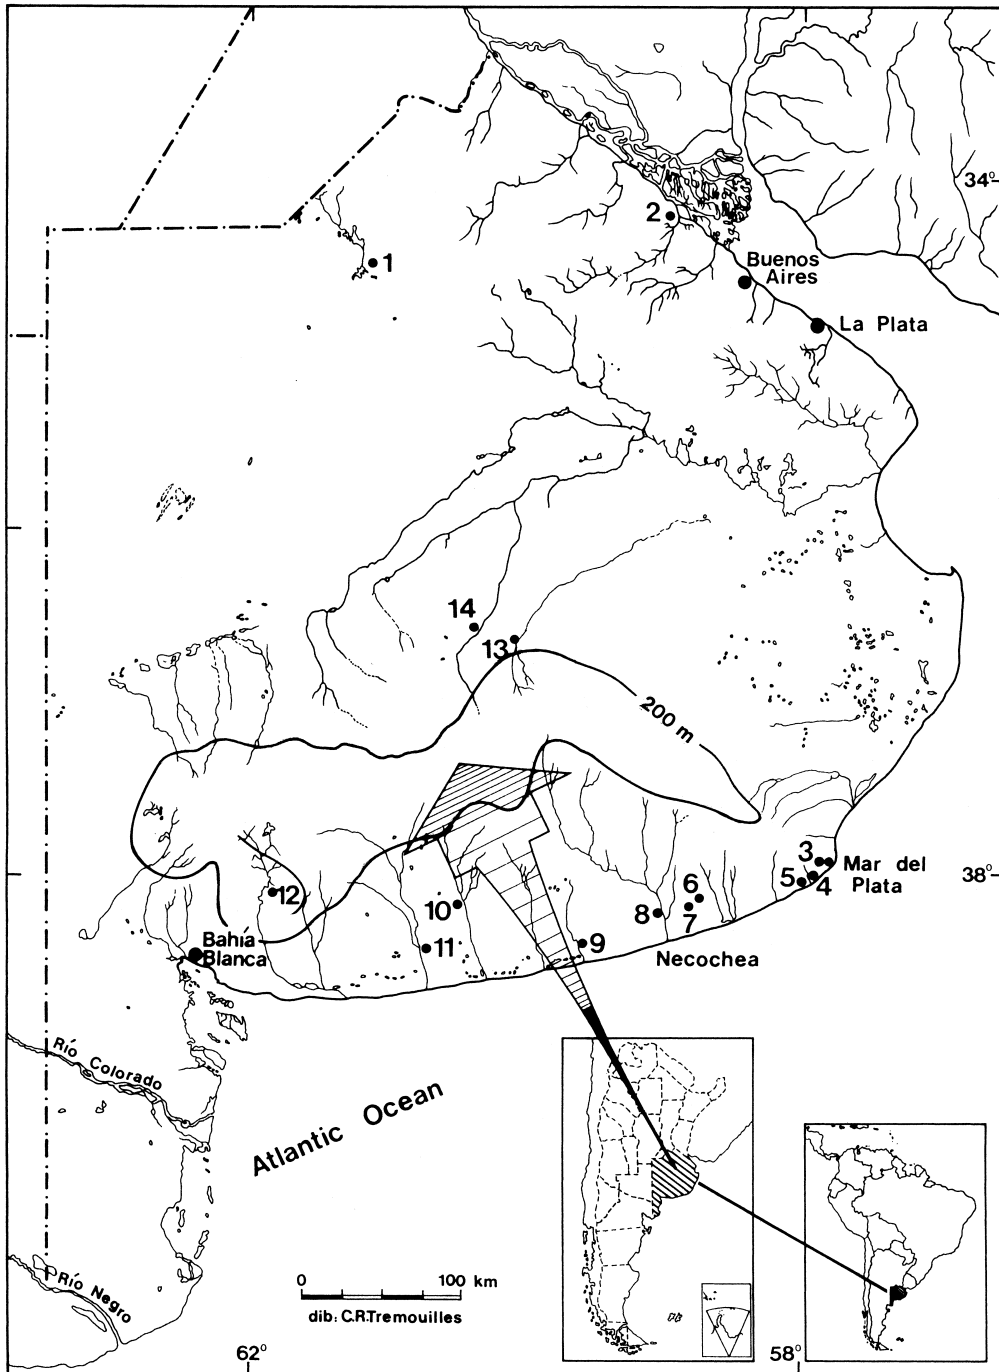 34°
2
Buenos
Aires
1
La Plata
14
13
200 m
3
Mar del
Plata
38°
5
4
12
6
10
8
7
Bahía
Blanca
11
9
Necochea
Río Colorado
Atlantic Ocean
0
100 km
Río Negro
dib: C.R.Tremouilles
62°
58°